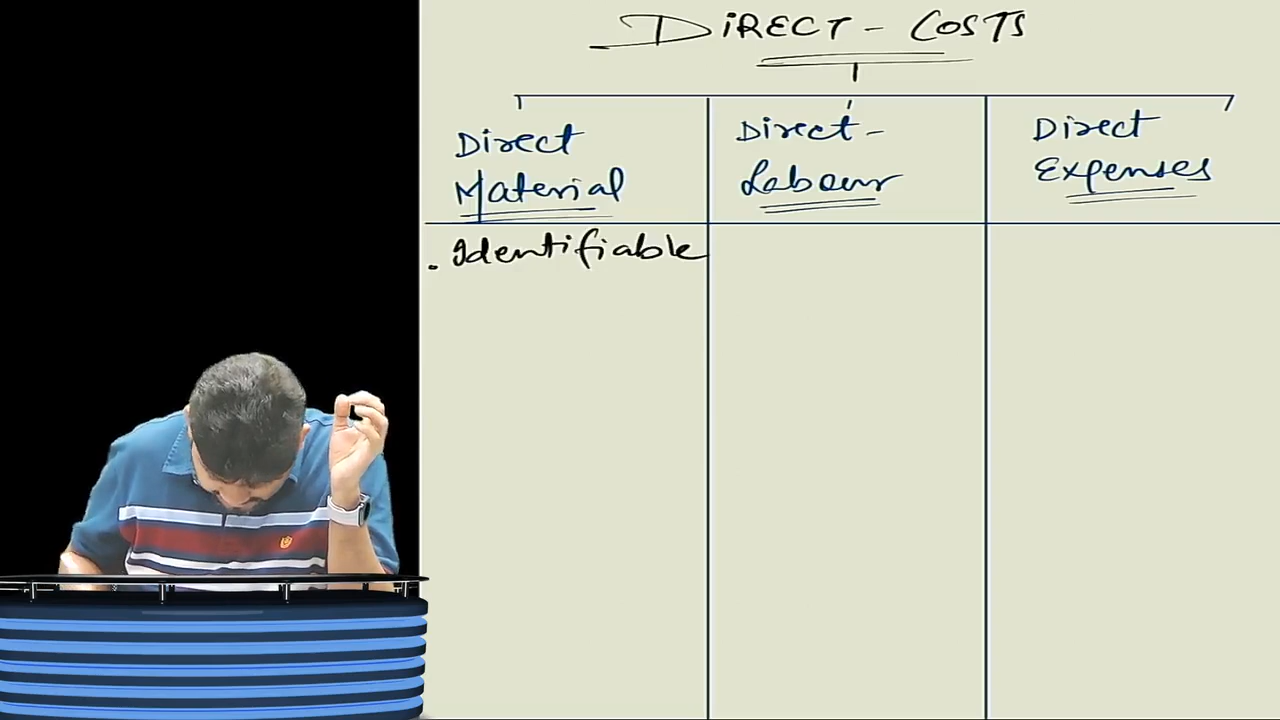 DIRECT - COSTS
Direct
Material
Direct -
Labour
Direct
Expenses
. Identifiable